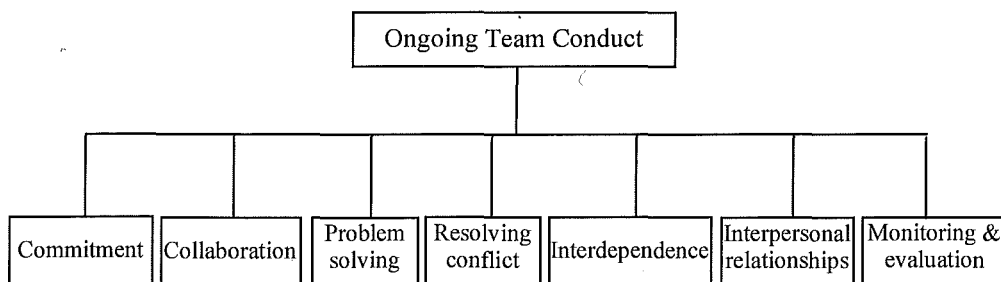 Ongoing Team Conduct
Commitment
Collaboration
Problem
solving
Resolving
conflict
Interdependence
Interpersonal
relationships
Monitoring &
evaluation